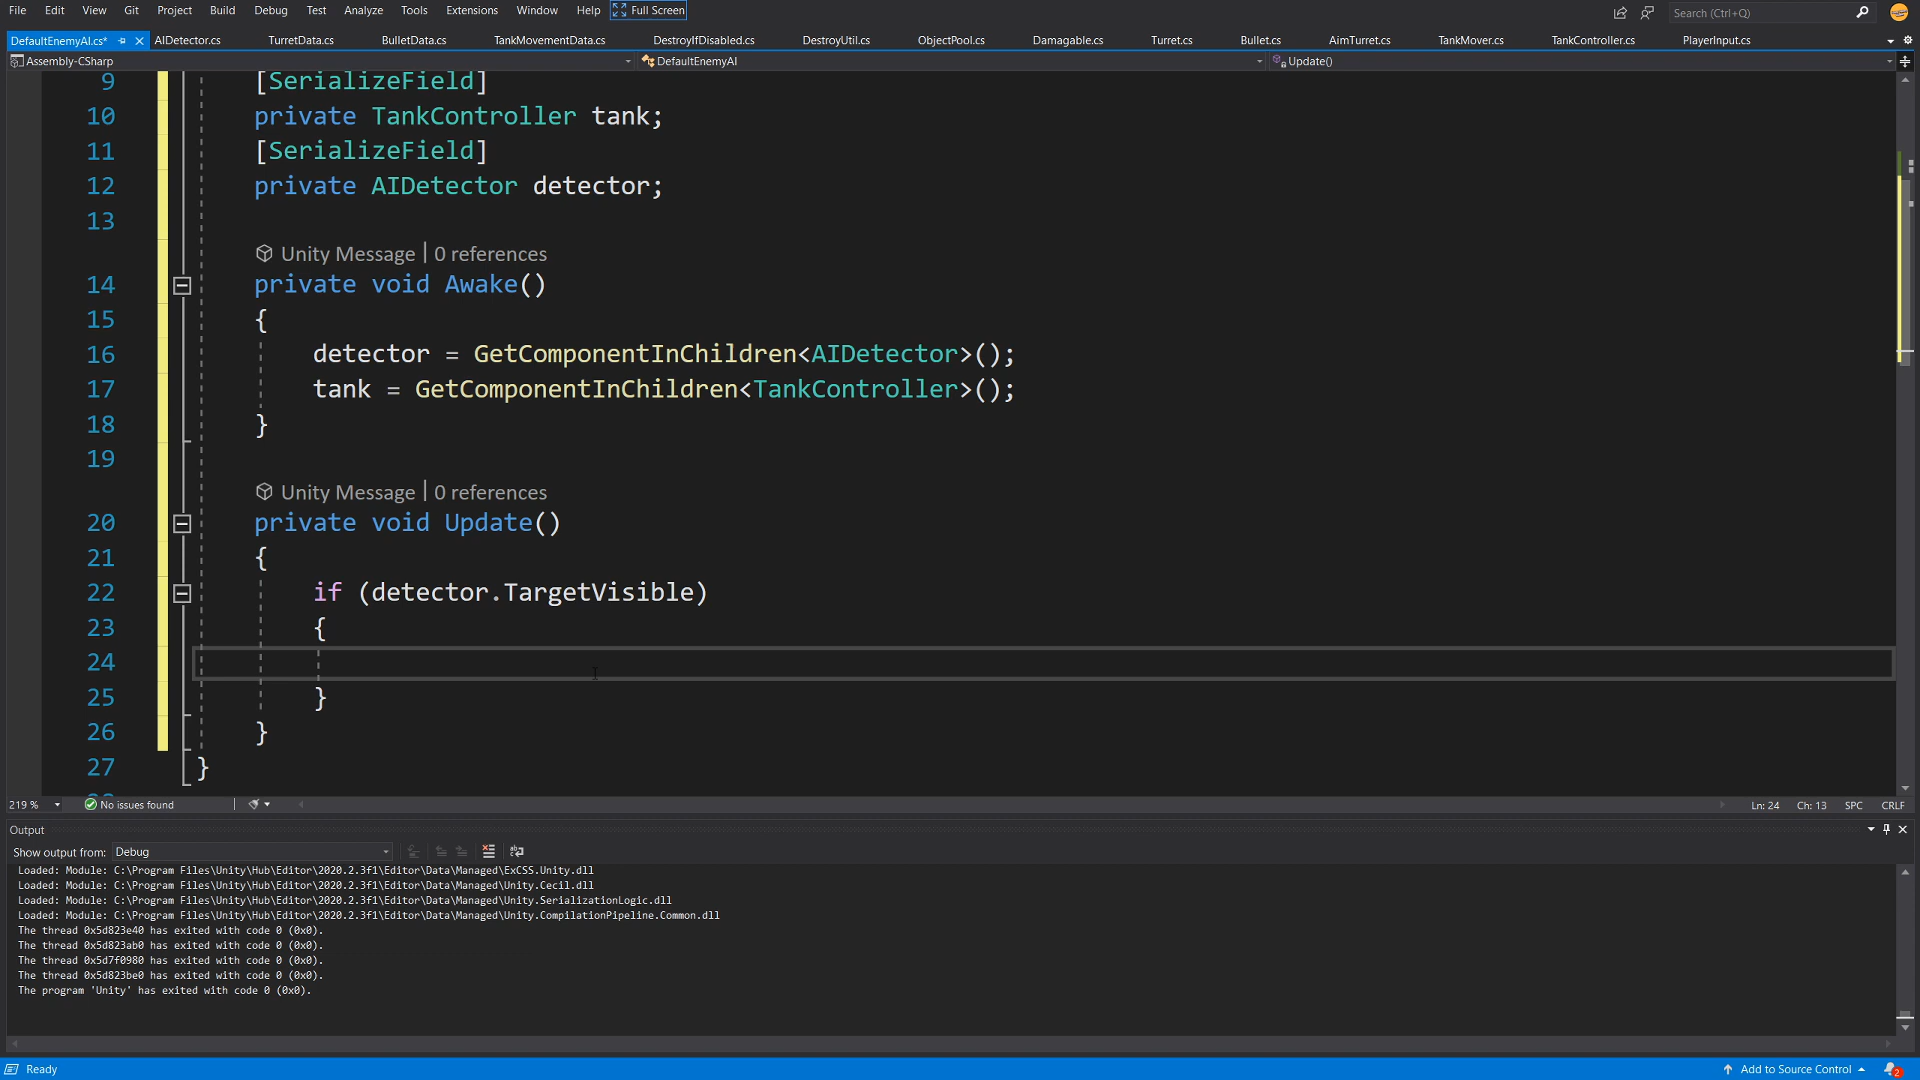 File Edit View Git Project Build Debug Test Analyze Tools Extensions Window Help Full Screen Search (Ctrl+Q)
DefaultEnemyAI.cs* AIDetector.cs TurretData.cs BulletData.cs TankMovementData.cs DestroyIfDisabled.cs DestroyUtil.cs ObjectPool.cs Damagable.cs Turret.cs Bullet.cs AimTurret.cs TankMover.cs TankController.cs PlayerInput.cs
Assembly-CSharp DefaultEnemyAI Update()
9 [SerializeField]
10 private TankController tank;
11 [SerializeField]
12 private AIDetector detector;
13
Unity Message | 0 references
14 private void Awake()
15 {
16 detector = GetComponentInChildren<AIDetector>();
17 tank = GetComponentInChildren<TankController>();
18 }
19
Unity Message | 0 references
20 private void Update()
21 {
22 if (detector.TargetVisible)
23 {
24
25 }
26 }
27 }
219 % No issues found Ln: 24 Ch: 13 SPC CRLF
Output
Show output from: Debug
Loaded: Module: C:\Program Files\Unity\Hub\Editor\2020.2.3f1\Editor\Data\Managed\ExCSS.Unity.dll
Loaded: Module: C:\Program Files\Unity\Hub\Editor\2020.2.3f1\Editor\Data\Managed\Unity.Cecil.dll
Loaded: Module: C:\Program Files\Unity\Hub\Editor\2020.2.3f1\Editor\Data\Managed\Unity.SerializationLogic.dll
Loaded: Module: C:\Program Files\Unity\Hub\Editor\2020.2.3f1\Editor\Data\Managed\Unity.CompilationPipeline.Common.dll
The thread 0x5d823e40 has exited with code 0 (0x0).
The thread 0x5d823ab0 has exited with code 0 (0x0).
The thread 0x5d7f0980 has exited with code 0 (0x0).
The thread 0x5d823be0 has exited with code 0 (0x0).
The program 'Unity' has exited with code 0 (0x0).
Ready Add to Source Control 2